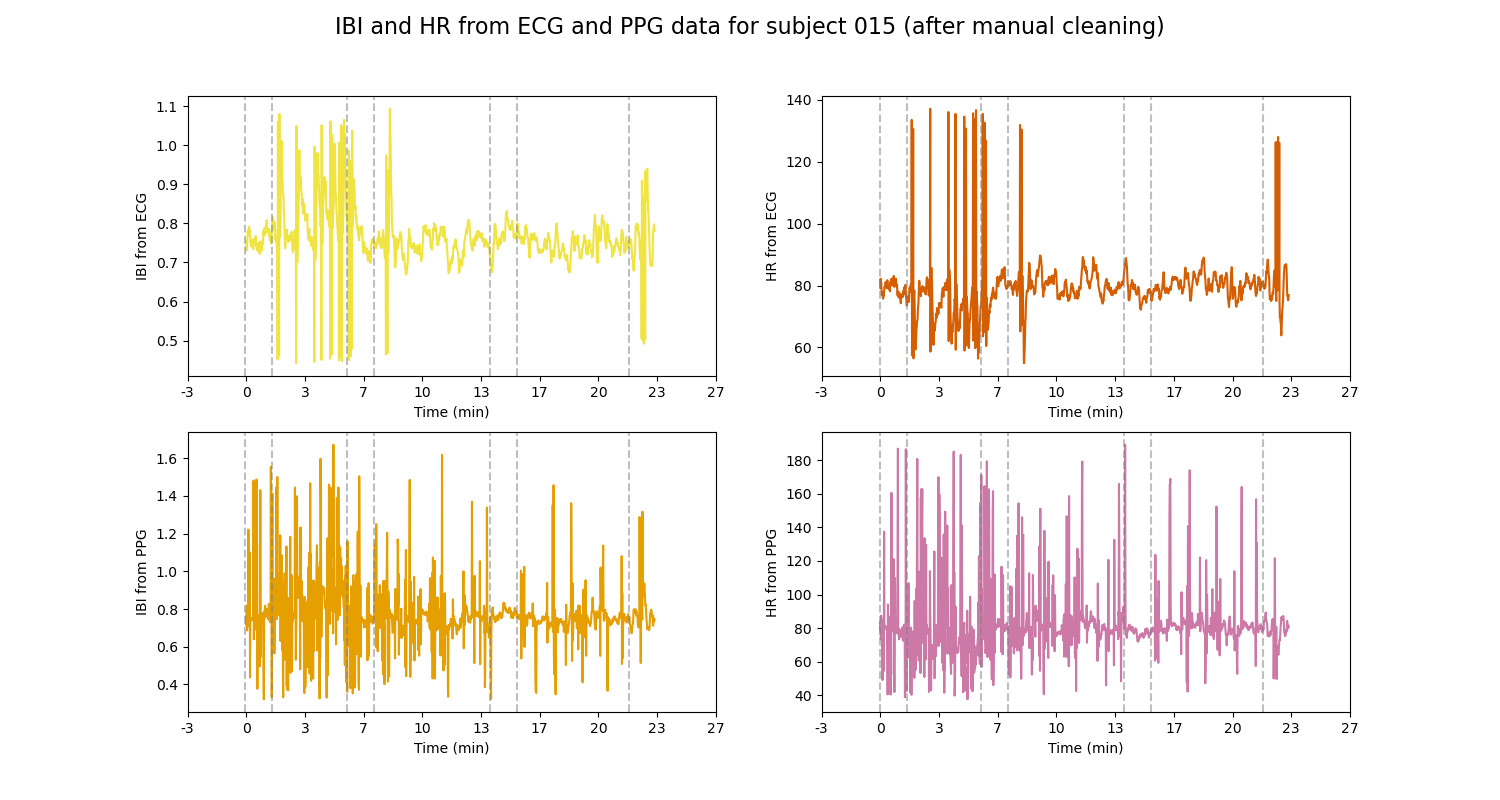 IBI and HR from ECG and PPG data for subject 015 (after manual cleaning)
IBI from ECG
1.1
1.0
0.9
0.8
0.7
0.6
0.5
-3 0 3 7 10 13 17 20 23 27
Time (min)
HR from ECG
140
120
100
80
60
-3 0 3 7 10 13 17 20 23 27
Time (min)
IBI from PPG
1.6
1.4
1.2
1.0
0.8
0.6
0.4
-3 0 3 7 10 13 17 20 23 27
Time (min)
HR from PPG
180
160
140
120
100
80
60
40
-3 0 3 7 10 13 17 20 23 27
Time (min)